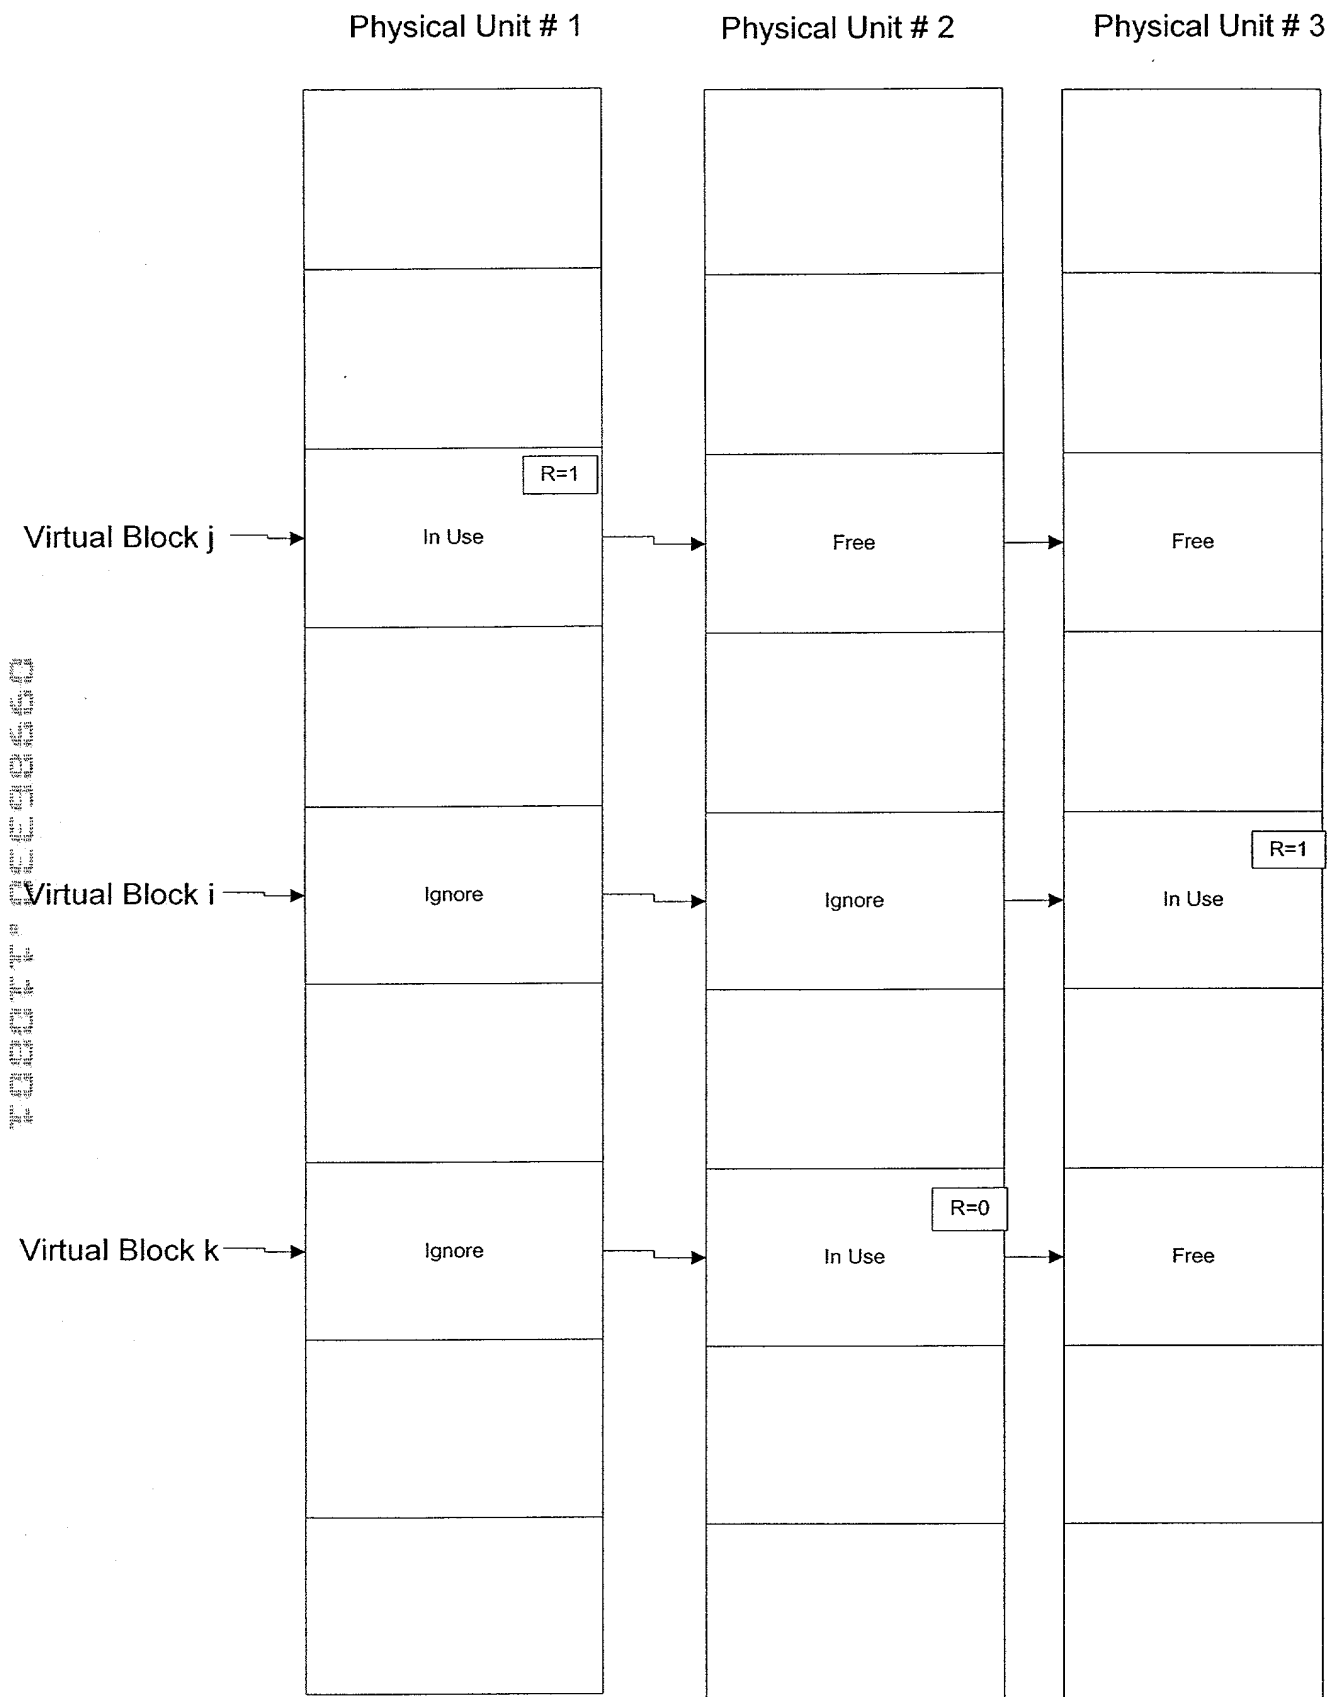 Physical Unit # 1 Physical Unit # 2 Physical Unit # 3
R=1
Virtual Block j In Use Free Free
R=1
Virtual Block i Ignore Ignore In Use
R=0
Virtual Block k Ignore In Use Free